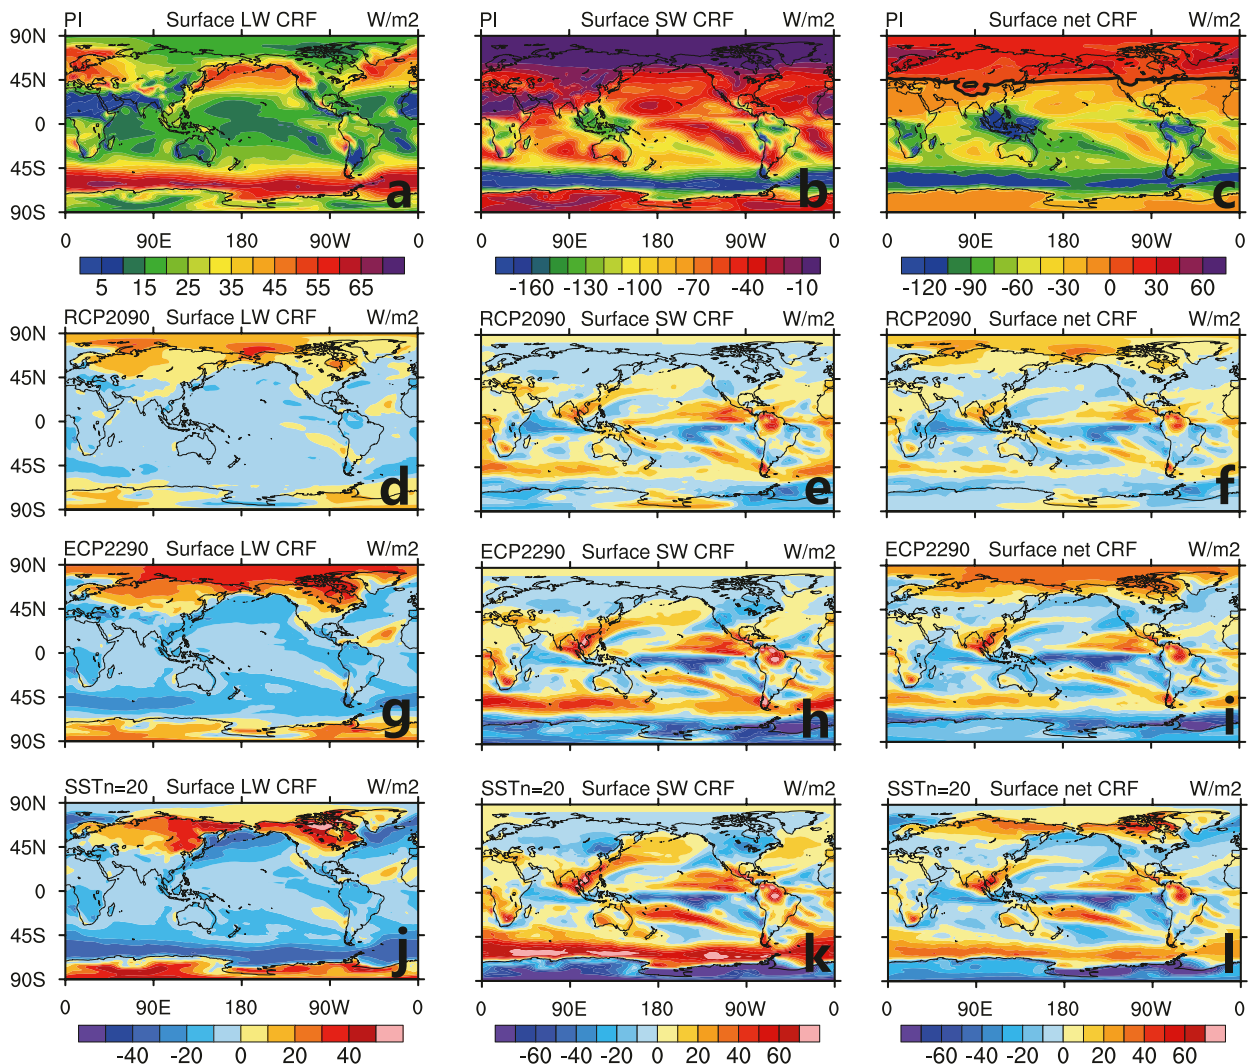 PI Surface LW CRF W/m2
PI Surface SW CRF W/m2
PI Surface net CRF W/m2
90N
45N
0
45S
90S
a
b
c
0 90E 180 90W 0
0 90E 180 90W 0
0 90E 180 90W 0
5 15 25 35 45 55 65
-160 -130 -100 -70 -40 -10
-120 -90 -60 -30 0 30 60
RCP2090 Surface LW CRF W/m2
RCP2090 Surface SW CRF W/m2
RCP2090 Surface net CRF W/m2
90N
45N
0
45S
90S
d
e
f
ECP2290 Surface LW CRF W/m2
ECP2290 Surface SW CRF W/m2
ECP2290 Surface net CRF W/m2
90N
45N
0
45S
90S
g
h
i
SSTn=20 Surface LW CRF W/m2
SSTn=20 Surface SW CRF W/m2
SSTn=20 Surface net CRF W/m2
90N
45N
0
45S
90S
j
k
l
0 90E 180 90W 0
0 90E 180 90W 0
0 90E 180 90W 0
-40 -20 0 20 40
-60 -40 -20 0 20 40 60
-60 -40 -20 0 20 40 60